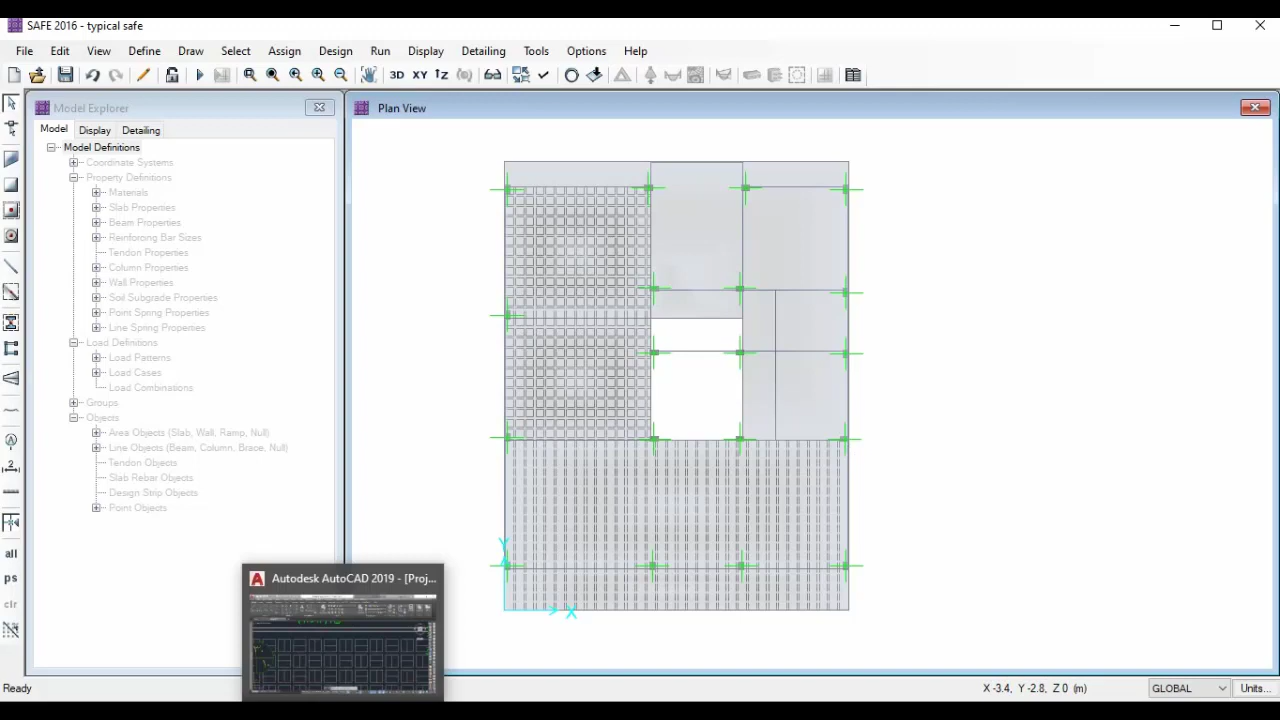 SAFE 2016 - typical safe
File Edit View Define Draw Select Assign Design Run Display Detailing Tools Options Help
3D XY
Model Explorer
Plan View
Model Display Detailing
Model Definitions
Coordinate Systems
Property Definitions
Materials
Slab Properties
Beam Properties
Reinforcing Bar Sizes
Tendon Properties
Column Properties
Wall Properties
Soil Subgrade Properties
Point Spring Properties
Line Spring Properties
Load Definitions
Load Patterns
Load Cases
Load Combinations
Groups
Objects
Area Objects (Slab, Wall, Ramp, Null)
Line Objects (Beam, Column, Brace, Null)
Tendon Objects
Slab Rebar Objects
Design Strip Objects
Point Objects
all
ps
clr
Y
X
Autodesk AutoCAD 2019 - [Proj...
Ready
X -3.4, Y -2.8, Z 0 (m)
GLOBAL
Units...